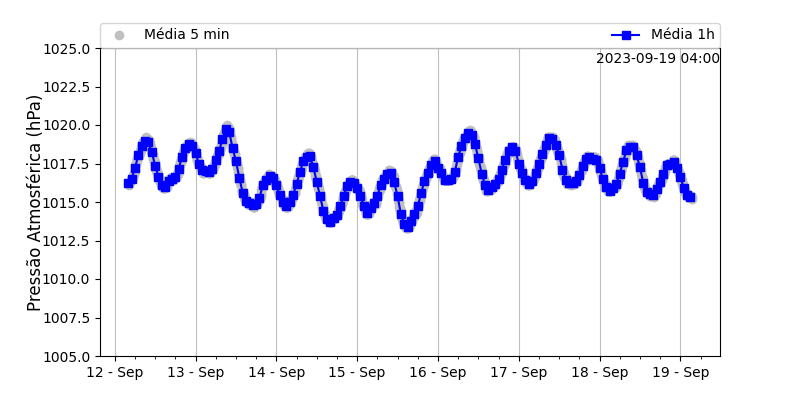 Média 5 min
Média 1h
2023-09-19 04:00
Pressão Atmosférica (hPa)
1025.0
1022.5
1020.0
1017.5
1015.0
1012.5
1010.0
1007.5
1005.0
12 - Sep
13 - Sep
14 - Sep
15 - Sep
16 - Sep
17 - Sep
18 - Sep
19 - Sep